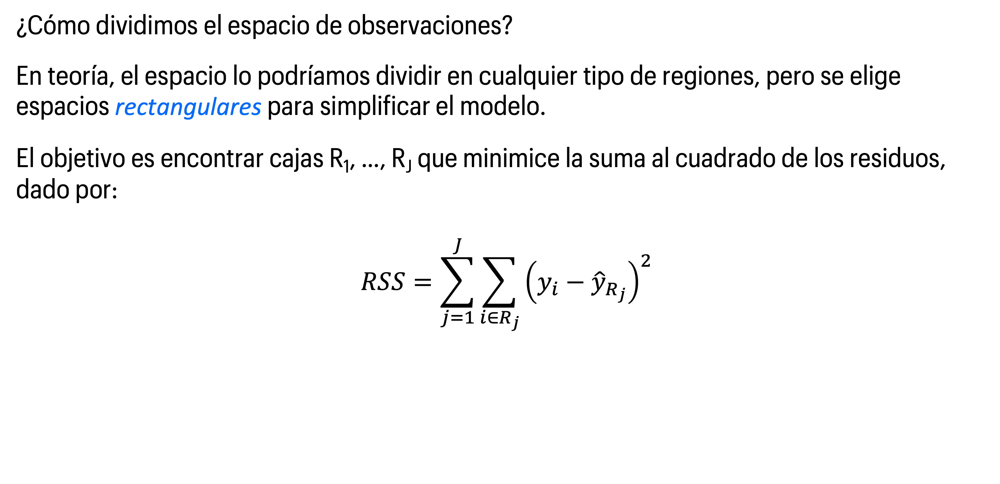 ¿Cómo dividimos el espacio de observaciones?
En teoría, el espacio lo podríamos dividir en cualquier tipo de regiones, pero se elige
espacios rectangulares para simplificar el modelo.
El objetivo es encontrar cajas R₁, ..., R_J que minimice la suma al cuadrado de los residuos,
dado por:
$RSS = \sum_{j=1}^{J} \sum_{i \in R_j} \left( y_i - \hat{y}_{R_j} \right)^2$